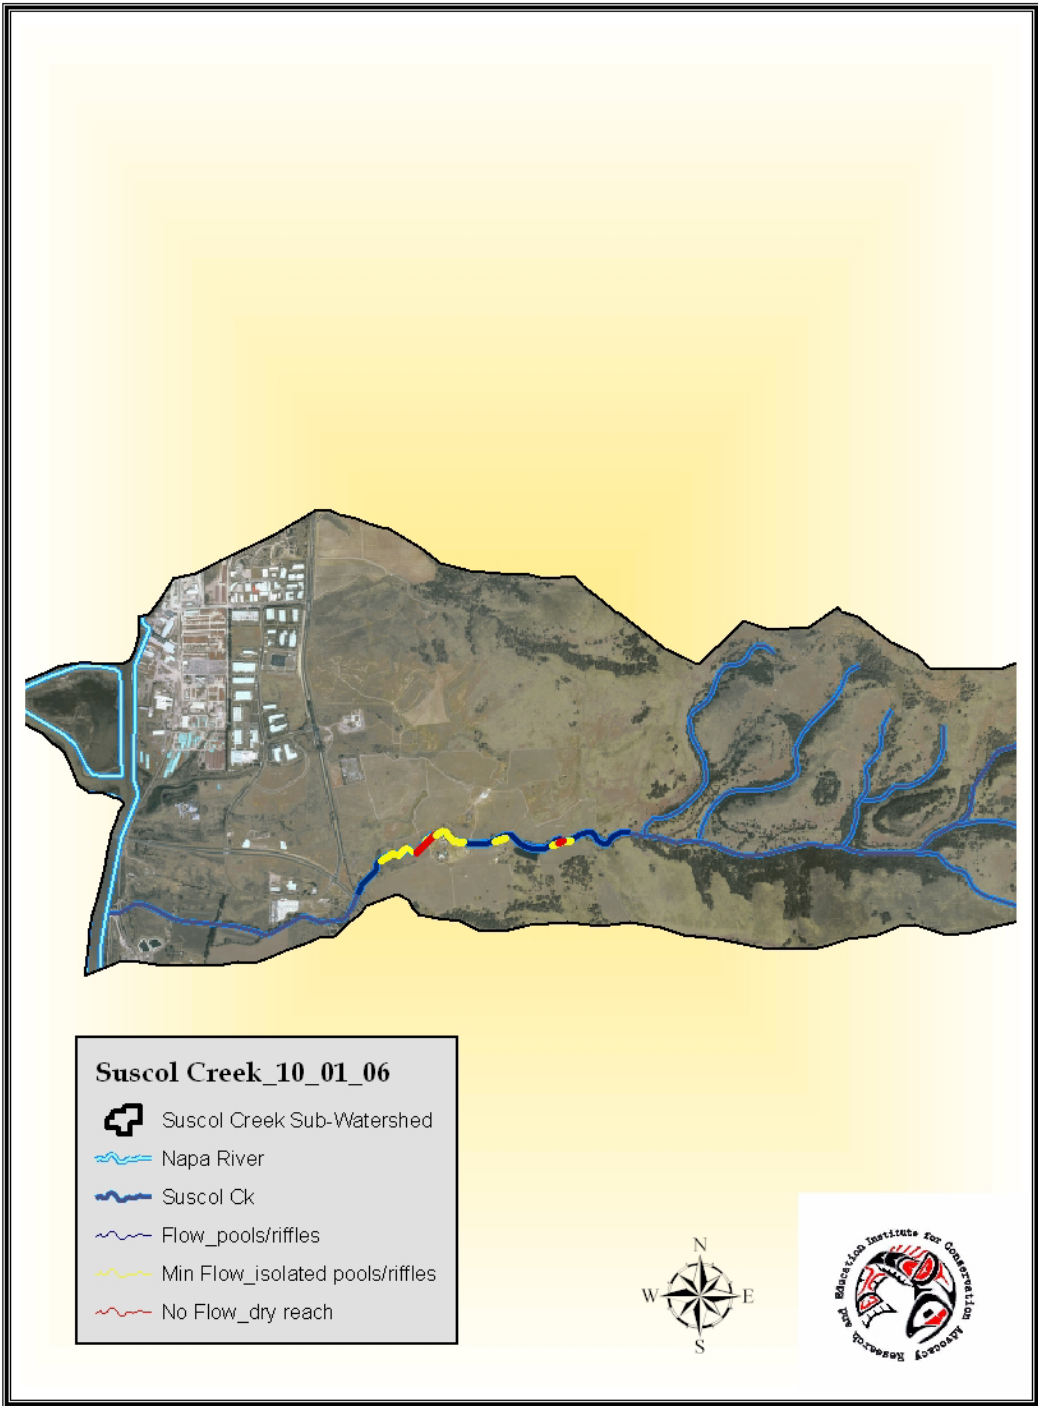 Suscol Creek_10_01_06
Suscol Creek Sub-Watershed
Napa River
Suscol Ck
Flow_pools/riffles
Min Flow_isolated pools/riffles
No Flow_dry reach
N
W E
S
Institute for Conservation Advocacy Research and Education